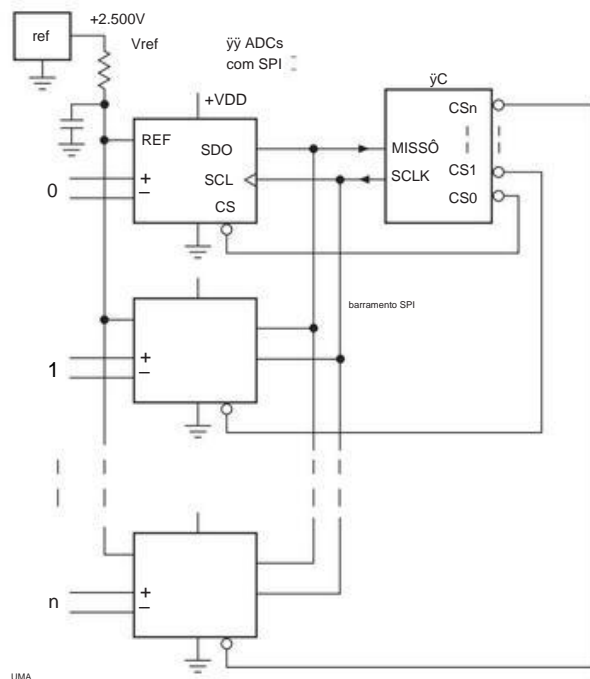 +2.500V
ref
Vref
ÿÿ ADCs
com SPI
ÿC
+VDD
CSn
REF
SDO
MISSÔ
0
+
−
SCL
SCLK
CS1
CS
CS0
barramento SPI
1
+
−
n
+
−
UMA